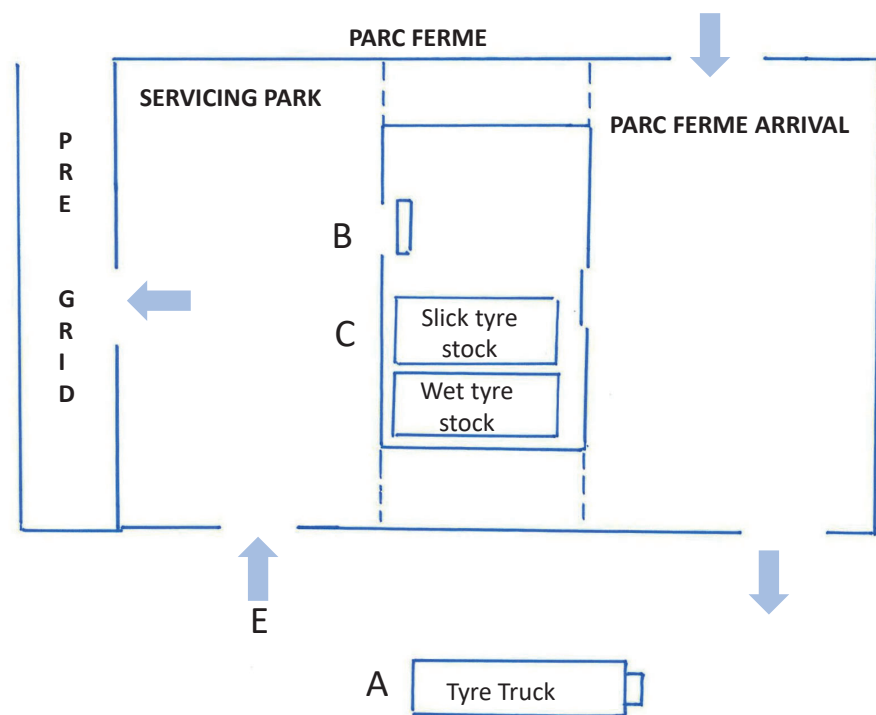 PARC FERME
SERVICING PARK
PARC FERME ARRIVAL
P
R
E
G
R
I
D
B
C
Slick tyre
stock
Wet tyre
stock
E
A
Tyre Truck